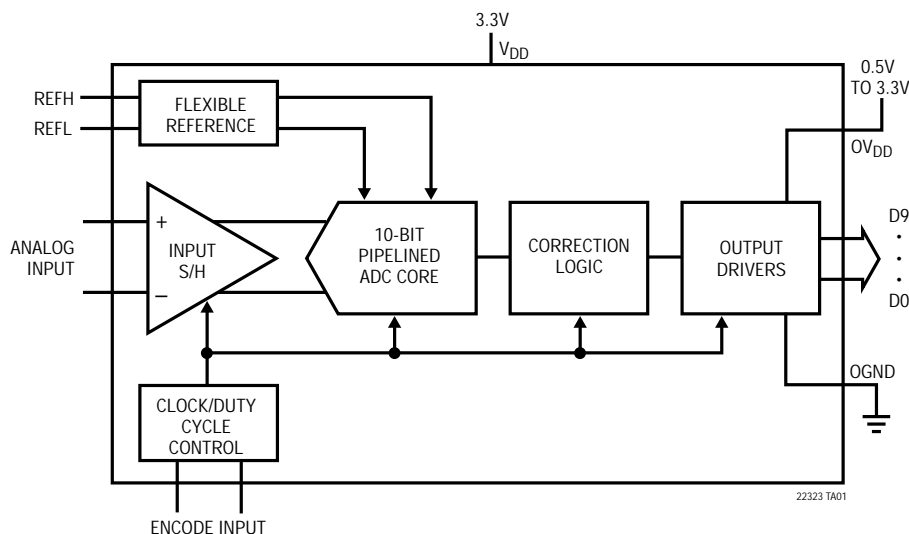 3.3V
VDD
0.5V
TO 3.3V
OVDD
REFH
REFL
FLEXIBLE
REFERENCE
ANALOG
INPUT
+
–
INPUT
S/H
10-BIT
PIPELINED
ADC CORE
CORRECTION
LOGIC
OUTPUT
DRIVERS
D9
•
•
•
D0
OGND
CLOCK/DUTY
CYCLE
CONTROL
ENCODE INPUT
22323 TA01